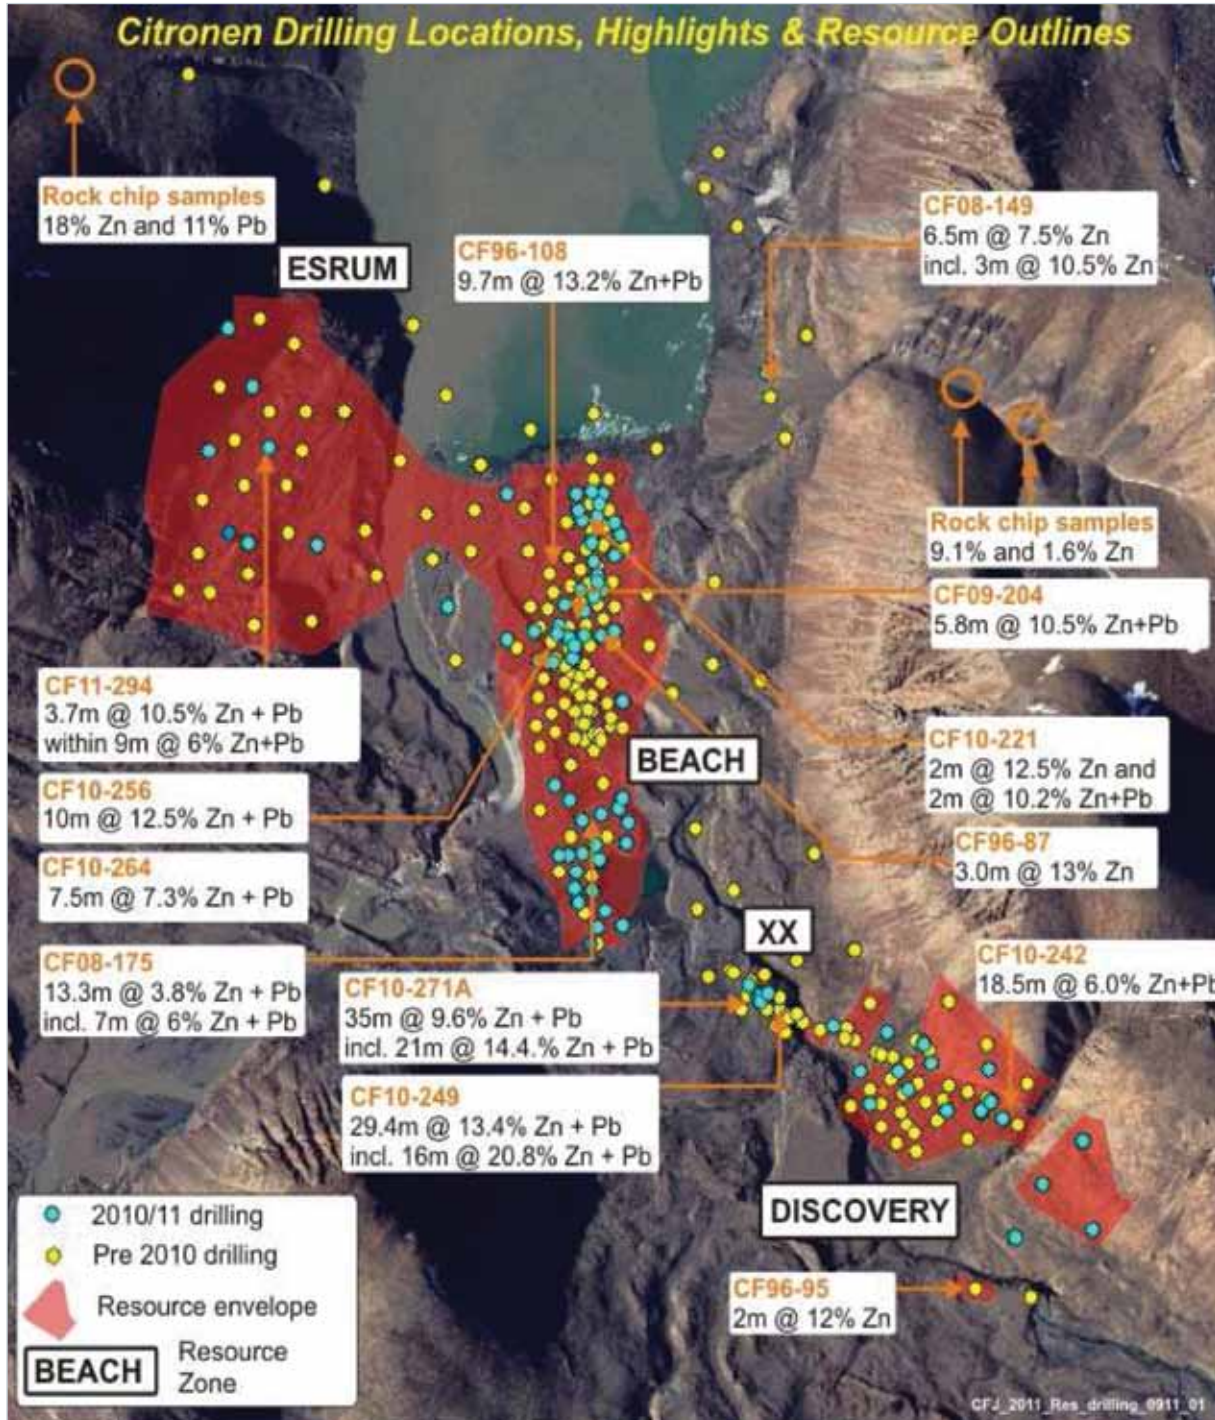 Citronen Drilling Locations, Highlights & Resource Outlines
Rock chip samples
18% Zn and 11% Pb
ESRUM
CF96-108
9.7m @ 13.2% Zn+Pb
CF08-149
6.5m @ 7.5% Zn
incl. 3m @ 10.5% Zn
Rock chip samples
9.1% and 1.6% Zn
CF09-204
5.8m @ 10.5% Zn+Pb
CF11-294
3.7m @ 10.5% Zn + Pb
within 9m @ 6% Zn+Pb
BEACH
CF10-221
2m @ 12.5% Zn and
2m @ 10.2% Zn+Pb
CF10-256
10m @ 12.5% Zn + Pb
CF96-87
3.0m @ 13% Zn
CF10-264
7.5m @ 7.3% Zn + Pb
XX
CF10-242
18.5m @ 6.0% Zn+Pb
CF08-175
13.3m @ 3.8% Zn + Pb
incl. 7m @ 6% Zn + Pb
CF10-271A
35m @ 9.6% Zn + Pb
incl. 21m @ 14.4.% Zn + Pb
CF10-249
29.4m @ 13.4% Zn + Pb
incl. 16m @ 20.8% Zn + Pb
DISCOVERY
CF96-95
2m @ 12% Zn
2010/11 drilling
Pre 2010 drilling
Resource envelope
BEACH Resource
Zone
CFJ_2011_Res_drilling_0911_01